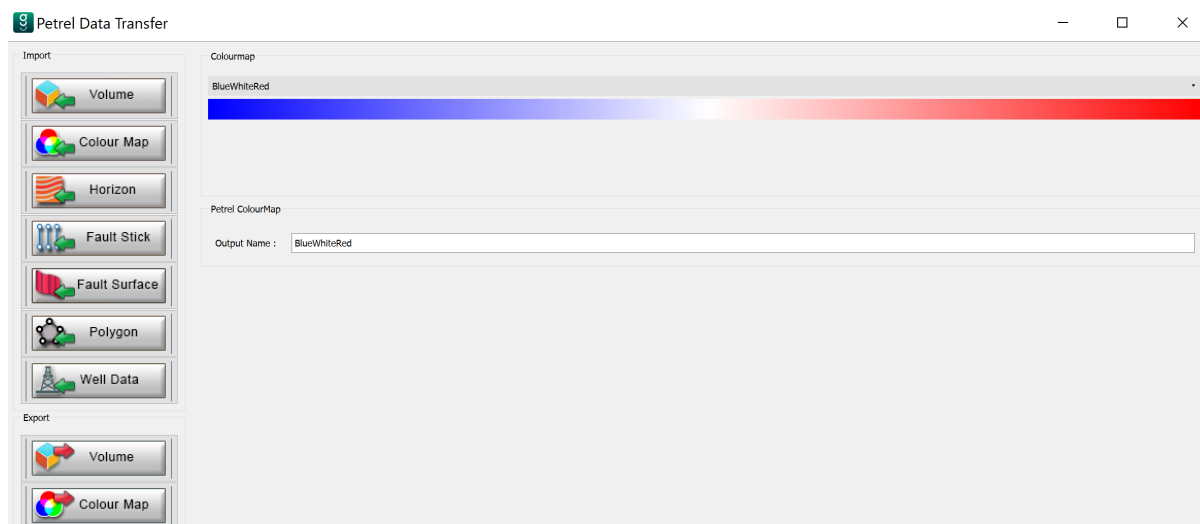 Petrel Data Transfer
Import
Volume
Colour Map
Horizon
Fault Stick
Fault Surface
Polygon
Well Data
Export
Volume
Colour Map
Colourmap
BlueWhiteRed
Petrel ColourMap
Output Name :
BlueWhiteRed